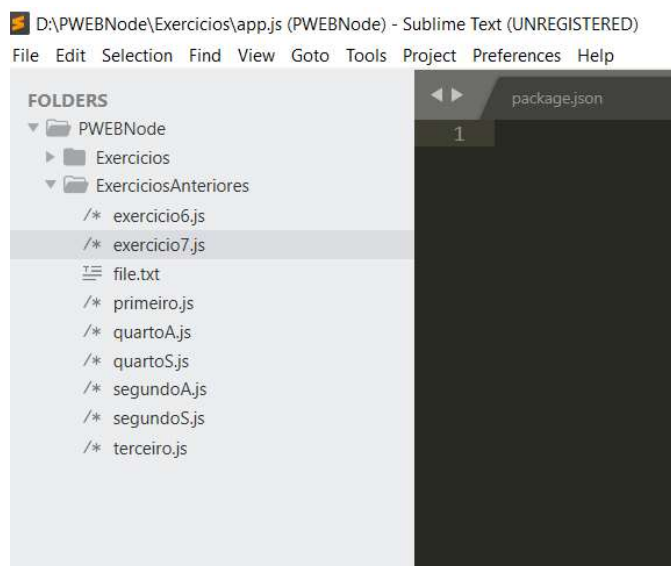 D:\PWEBNode\Exercicios\app.js (PWEBNode) - Sublime Text (UNREGISTERED)
File Edit Selection Find View Goto Tools Project Preferences Help
FOLDERS
PWEBNode
Exercicios
ExerciciosAnteriores
/* exercicio6.js
/* exercicio7.js
file.txt
/* primeiro.js
/* quartoA.js
/* quartoS.js
/* segundoA.js
/* segundoS.js
/* terceiro.js
package.json
1